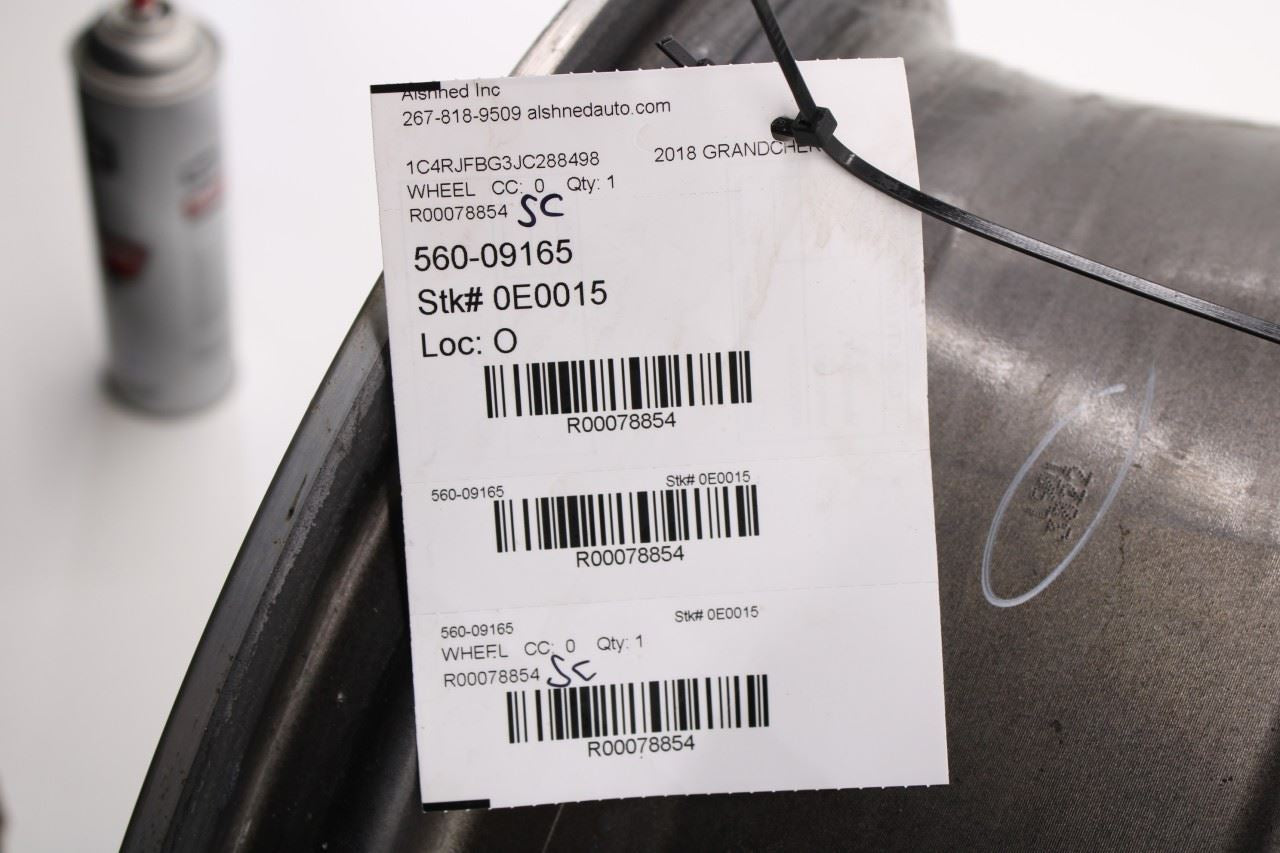 Alshned Inc
267-818-9509 alshnedauto.com
1C4RJFBG3JC288498 2018 GRANDCHER
WHEEL CC: 0 Qty: 1
R00078854 SC
560-09165
Stk# 0E0015
Loc: O
R00078854
560-09165 Stk# 0E0015
R00078854
560-09165 Stk# 0E0015
WHEEL CC: 0 Qty: 1
R00078854 SC
R00078854